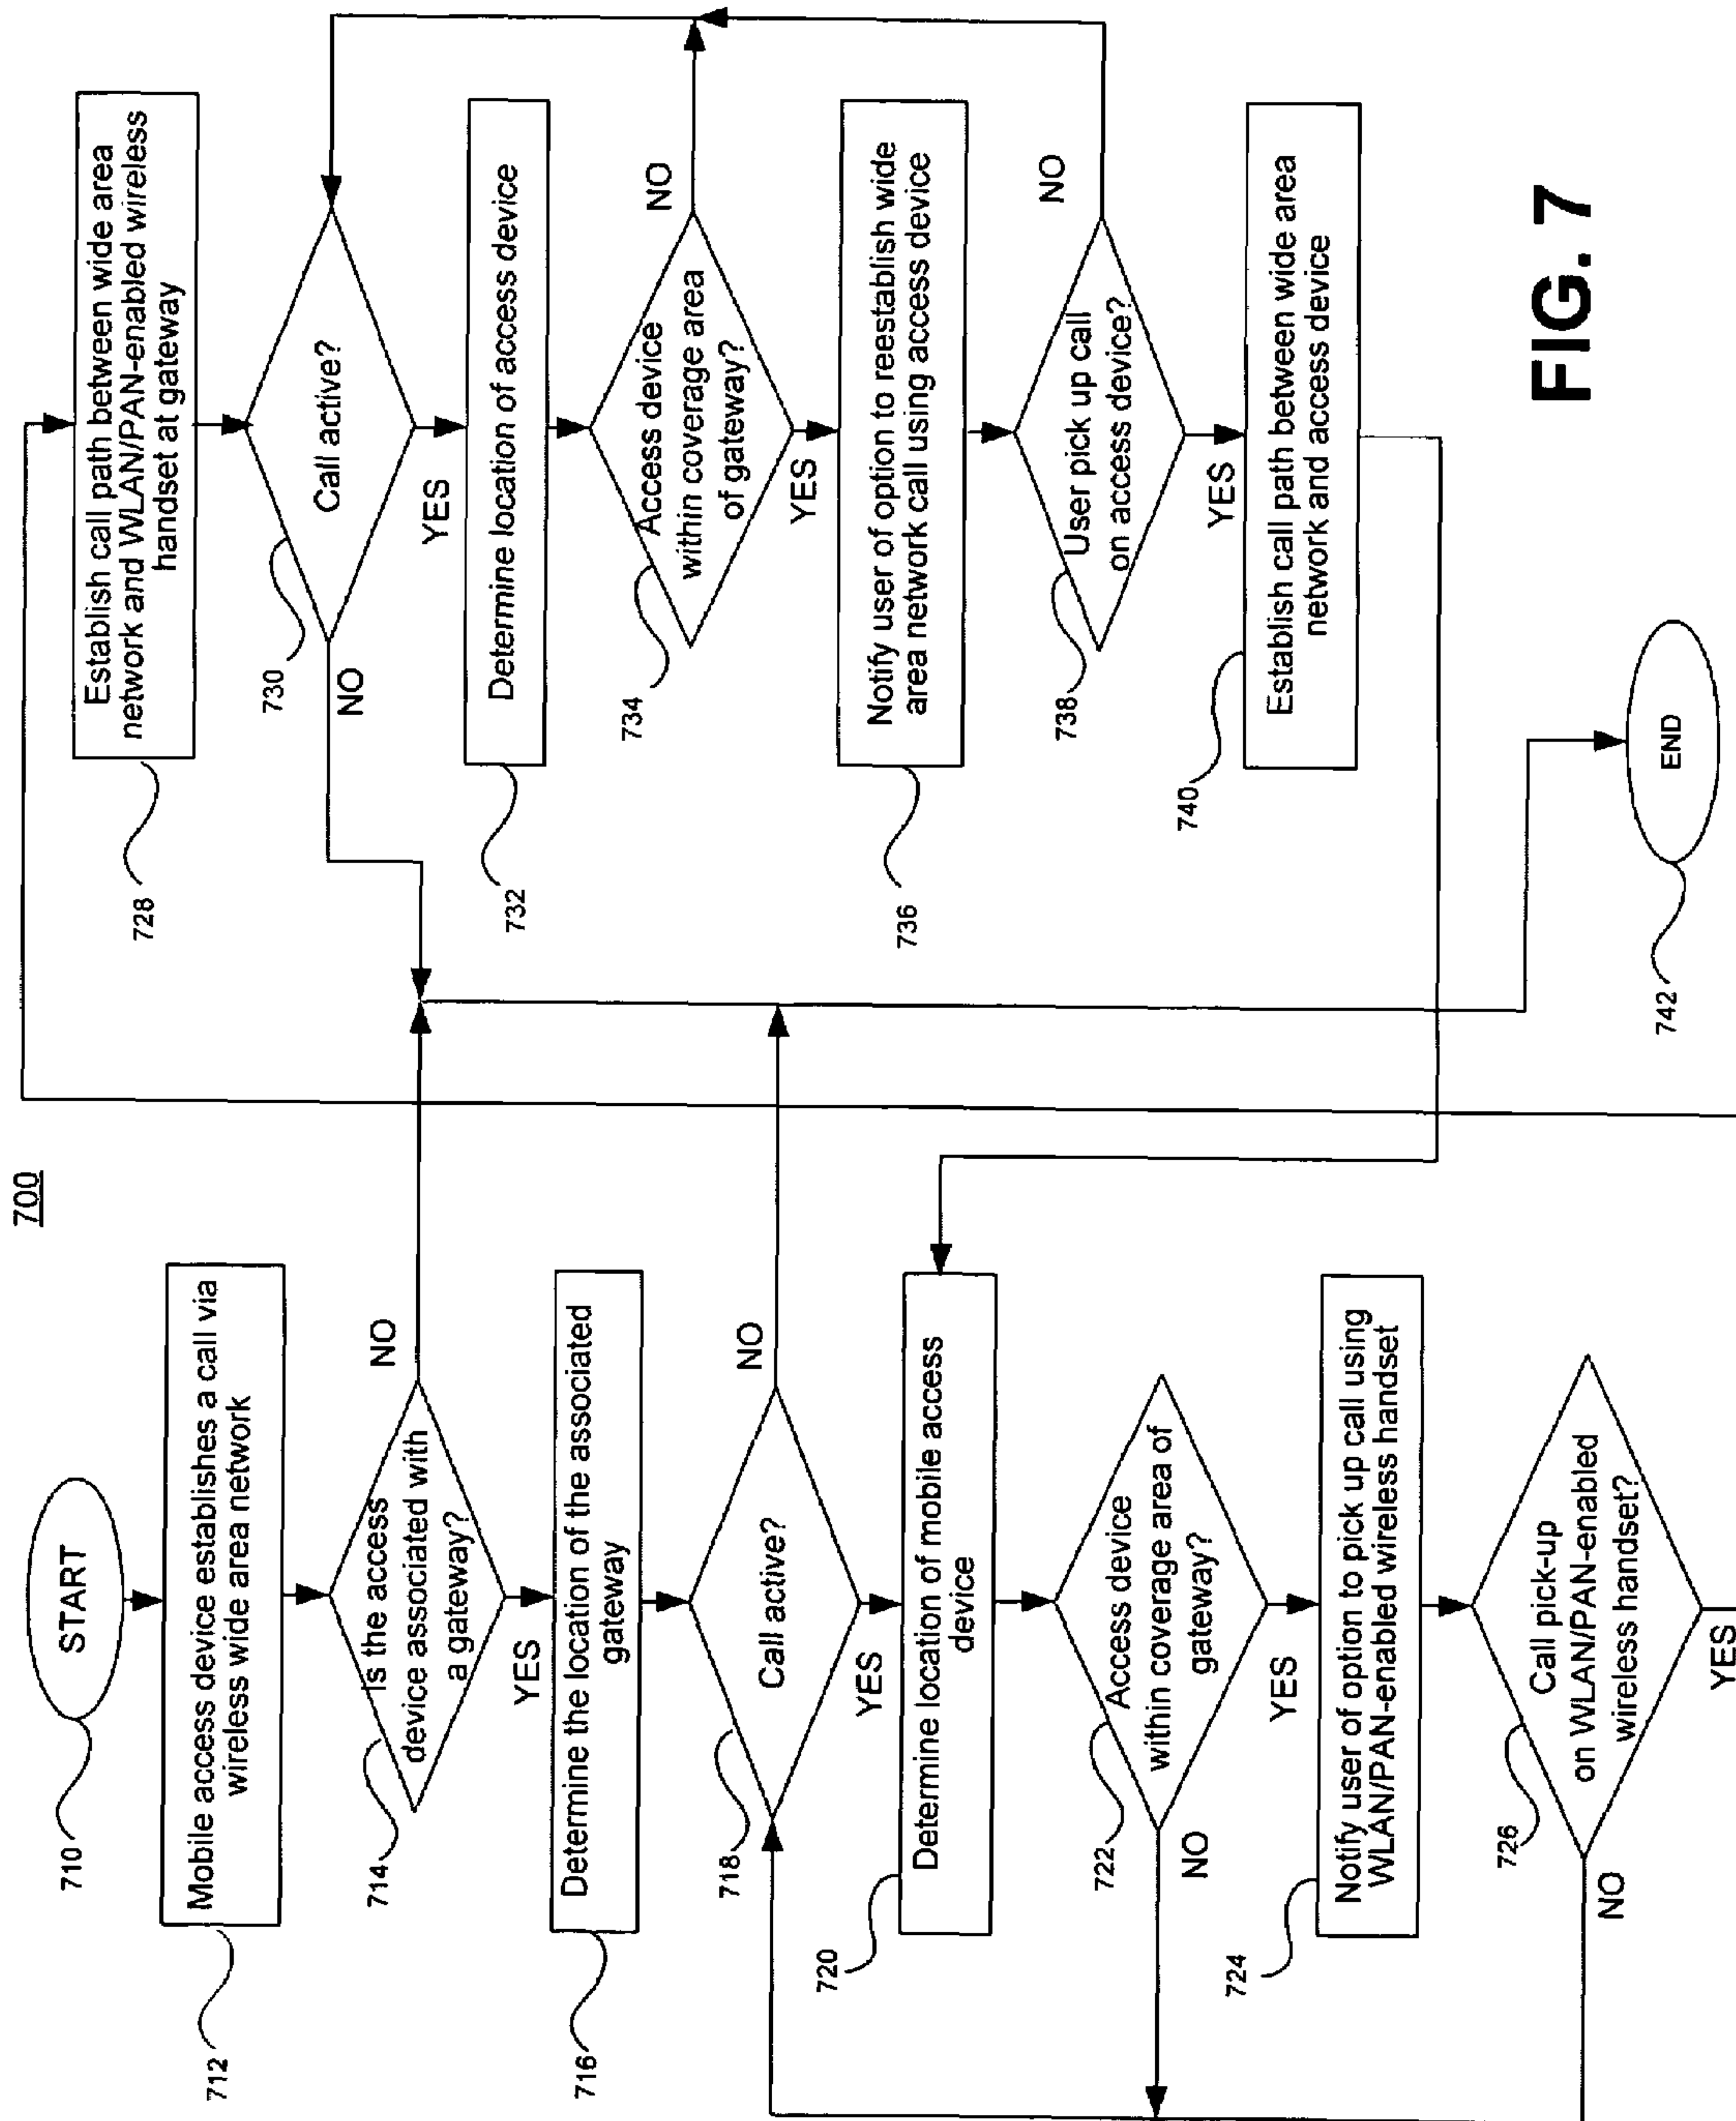 700
START
710
Mobile access device establishes a call via
wireless wide area network
712
Is the access
device associated with
a gateway?
714
NO
YES
Determine the location of the associated
gateway
716
Call active?
718
NO
YES
Determine location of mobile access
device
720
Access device
within coverage area of
gateway?
722
NO
YES
Notify user of option to pick up call using
WLAN/PAN-enabled wireless handset
724
Call pick-up
on WLAN/PAN-enabled
wireless handset?
726
NO
YES
Establish call path between wide area
network and WLAN/PAN-enabled wireless
handset at gateway
728
Call active?
730
NO
YES
Determine location of access device
732
Access device
within coverage area
of gateway?
734
NO
YES
Notify user of option to reestablish wide
area network call using access device
736
User pick up call
on access device?
738
NO
YES
Establish call path between wide area
network and access device
740
END
742
FIG. 7